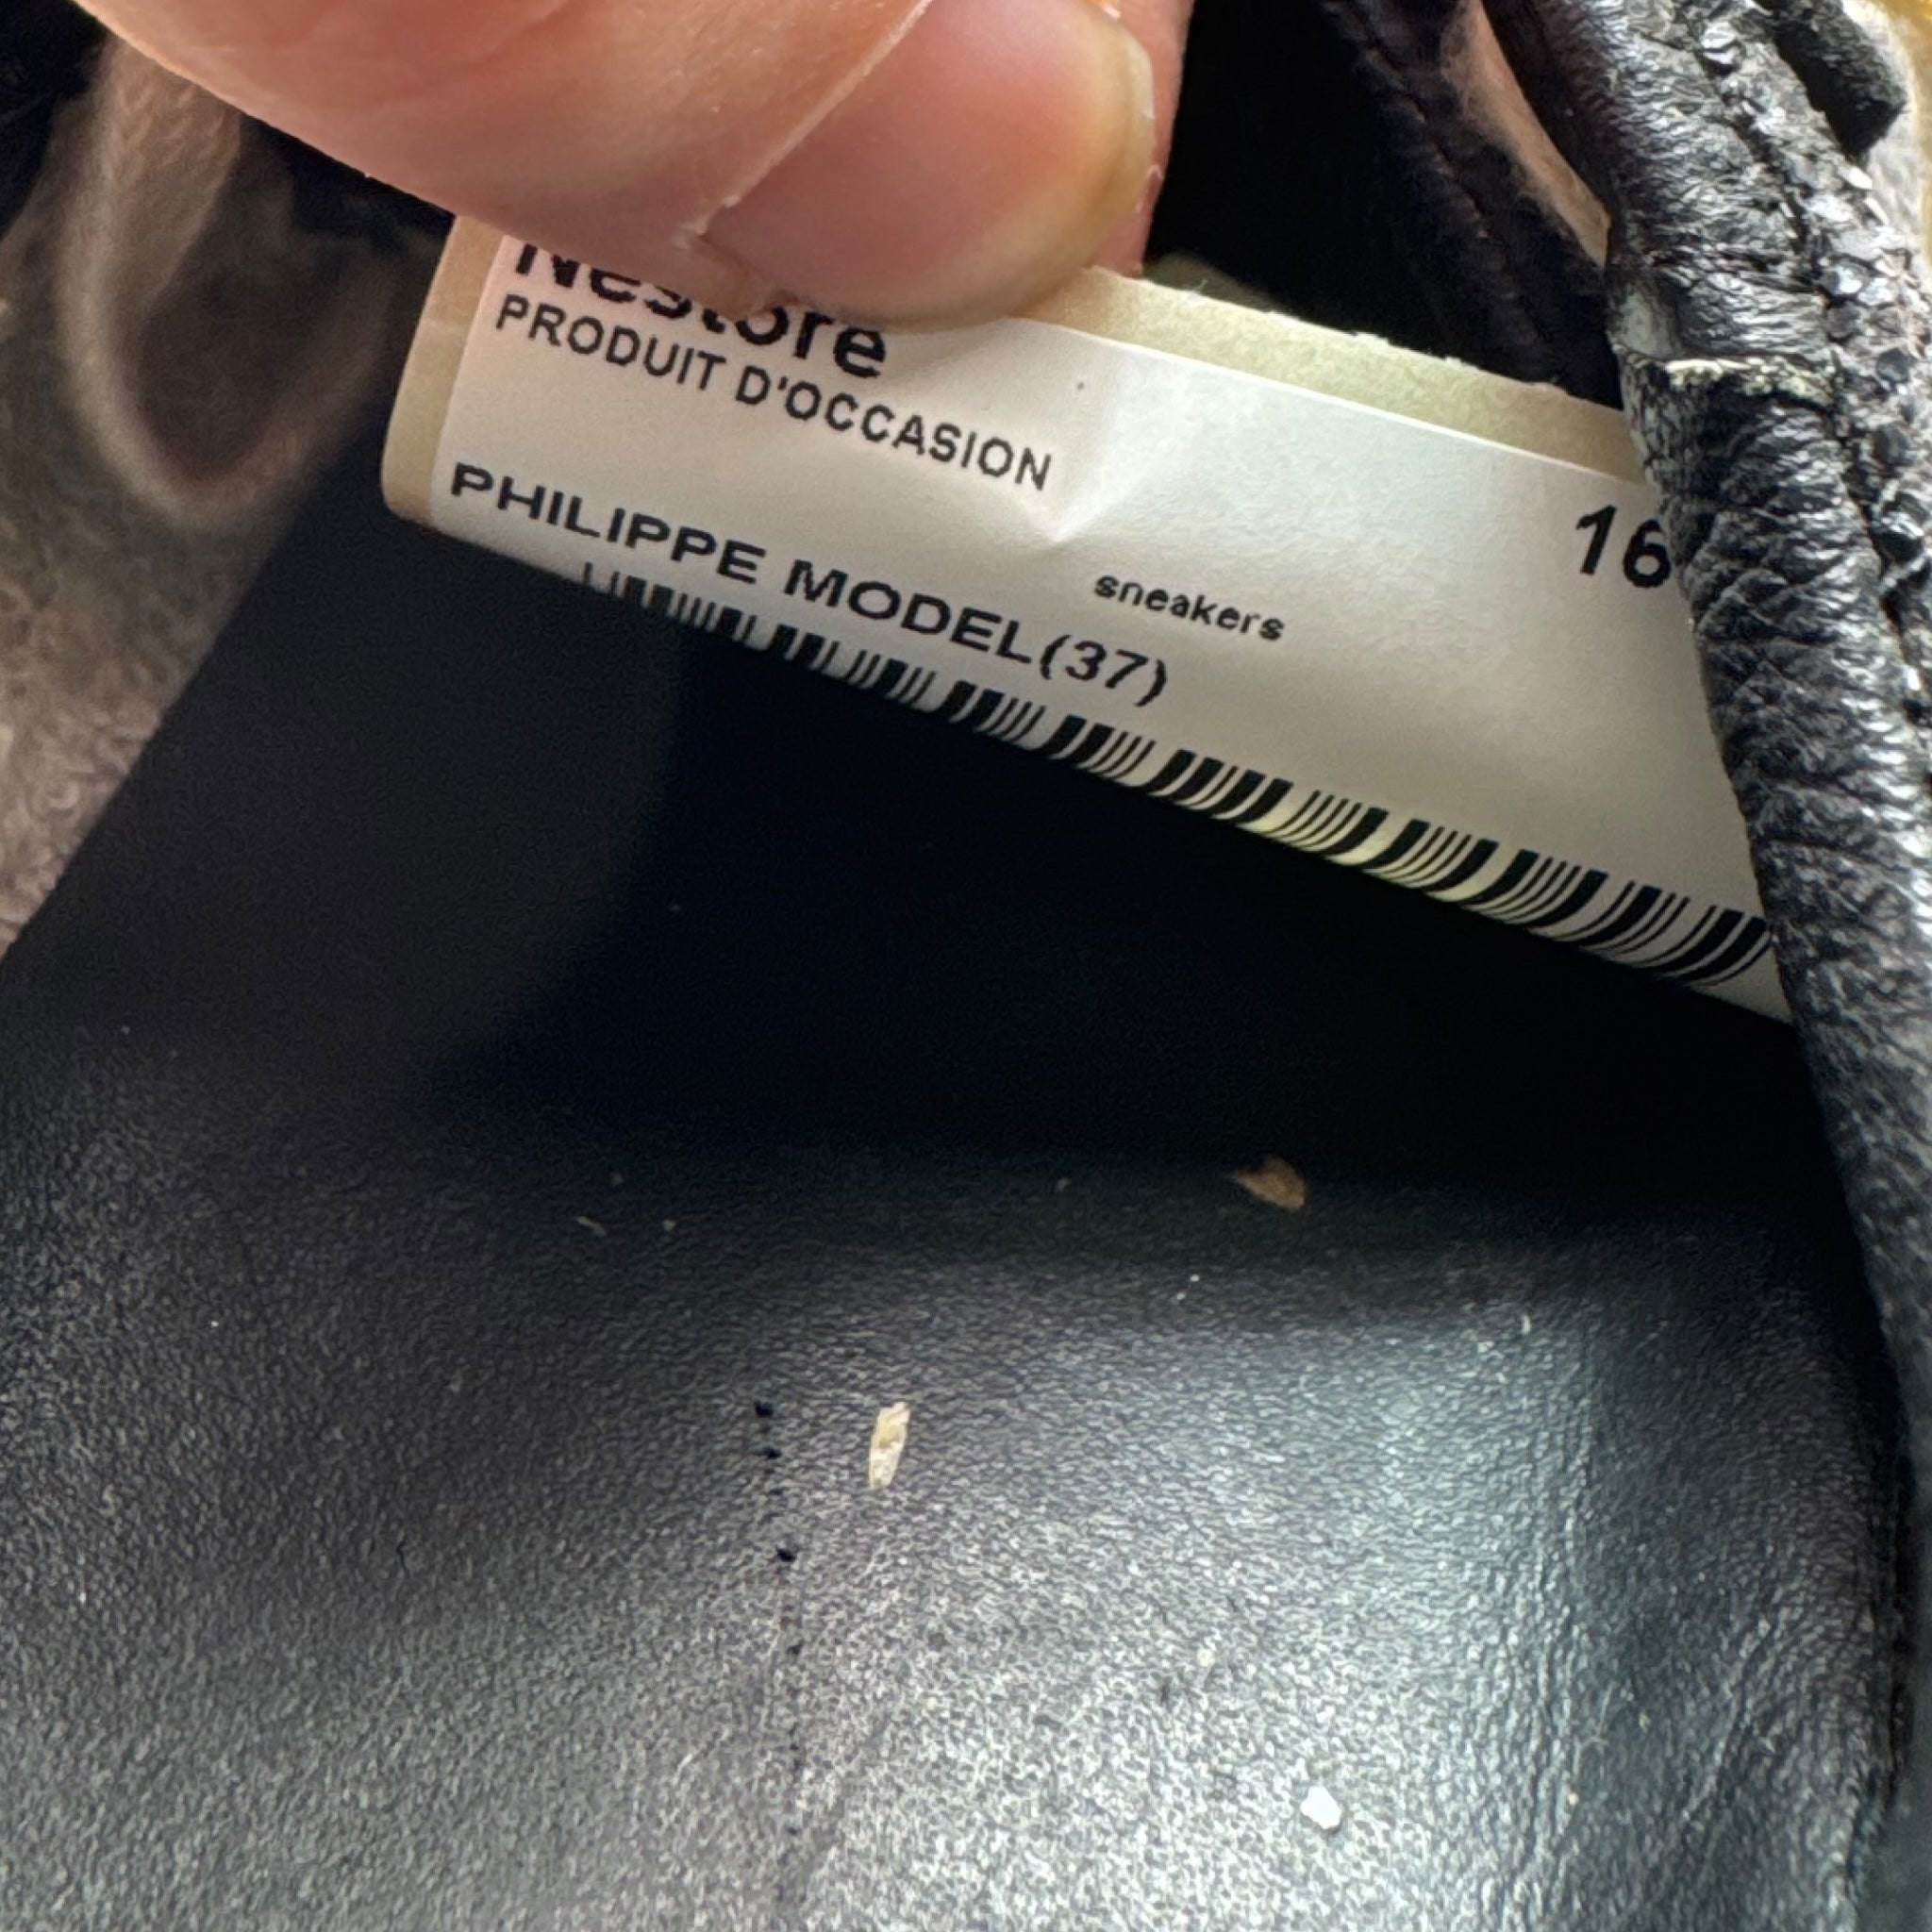 Nestore
PRODUIT D'OCCASION
16
sneakers
PHILIPPE MODEL(37)